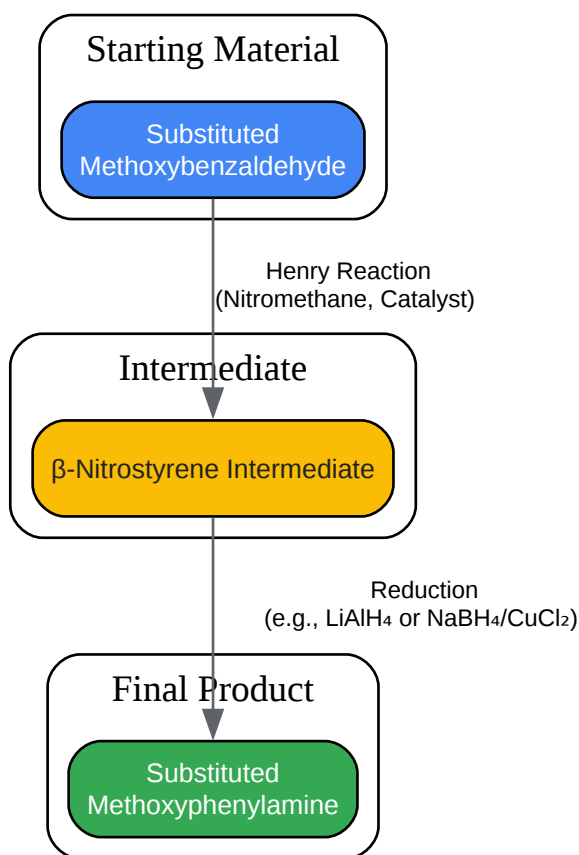 Starting Material
Substituted
Methoxybenzaldehyde
Henry Reaction
(Nitromethane, Catalyst)
Intermediate
β-Nitrostyrene Intermediate
Reduction
(e.g., LiAlH₄ or NaBH₄/CuCl₂)
Final Product
Substituted
Methoxyphenylamine